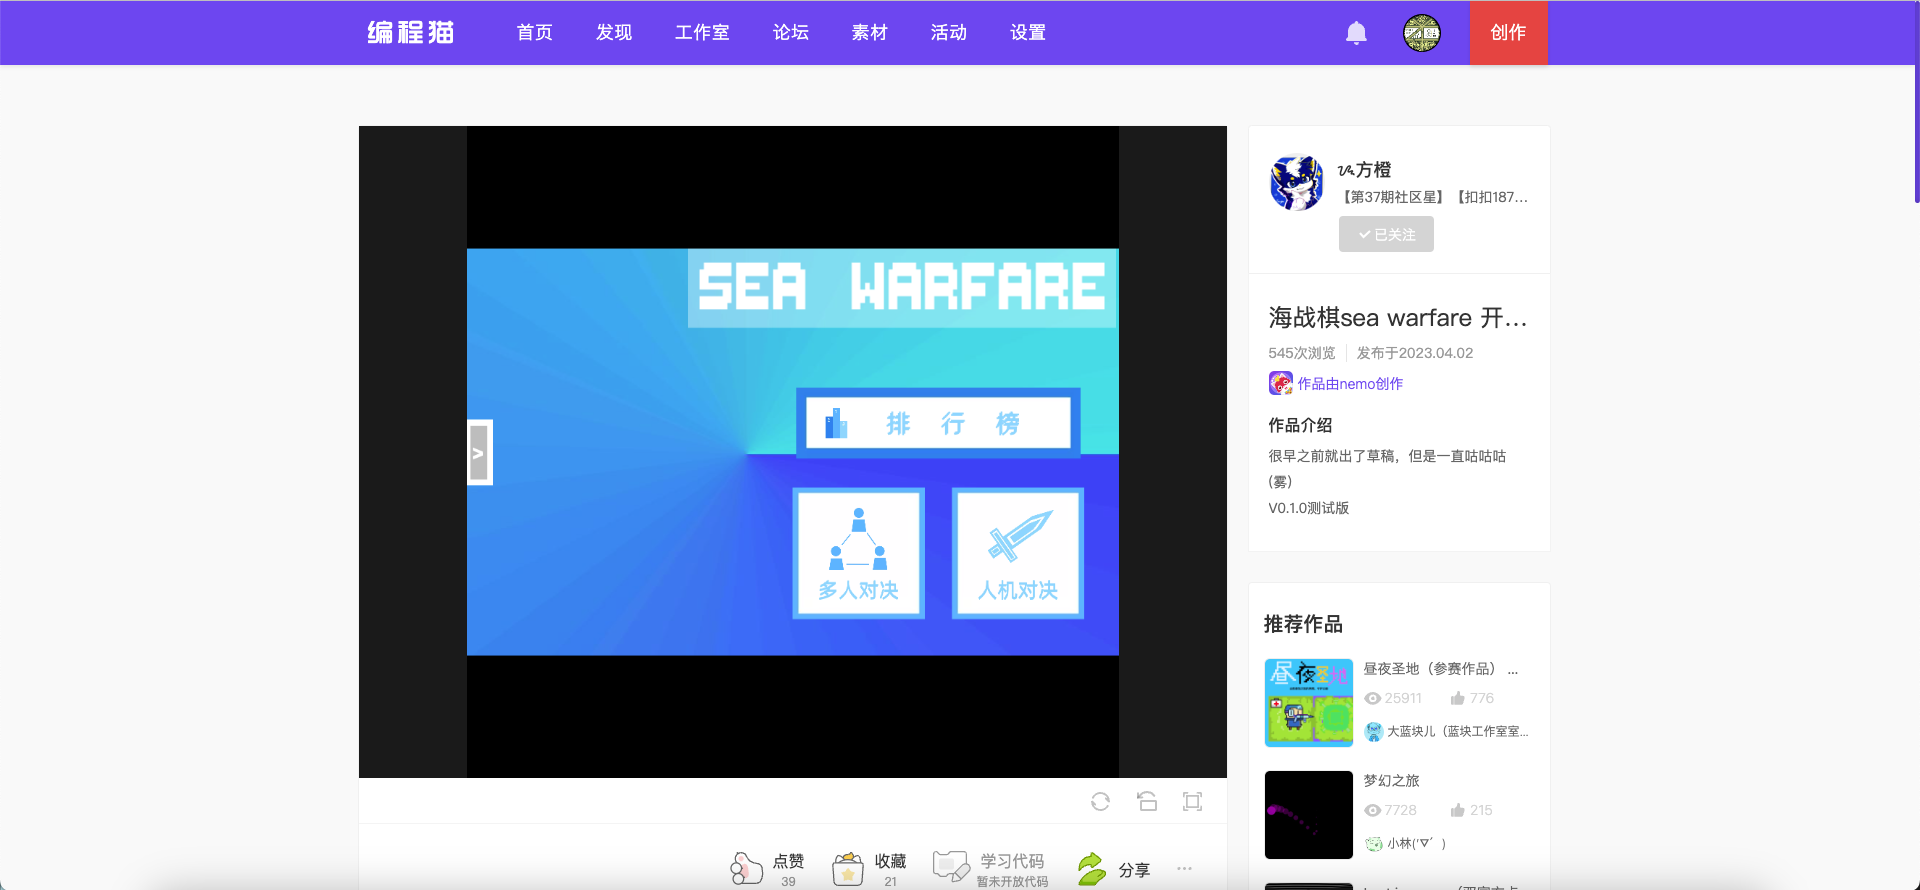 编程猫 首页 发现 工作室 论坛 素材 活动 设置 创作
SEA WARFARE
排 行 榜
>
多人对决 人机对决
方橙
【第37期社区星】【扣扣187...
已关注
海战棋sea warfare 开...
545次浏览 发布于2023.04.02
作品由nemo创作
作品介绍
很早之前就出了草稿，但是一直咕咕咕
(雾)
V0.1.0测试版
推荐作品
昼夜圣地
昼夜圣地（参赛作品） ...
25911 776
大蓝块儿（蓝块工作室室...
梦幻之旅
7728 215
小林('▽' )
点赞
39
收藏
21
学习代码
暂未开放代码
分享
...